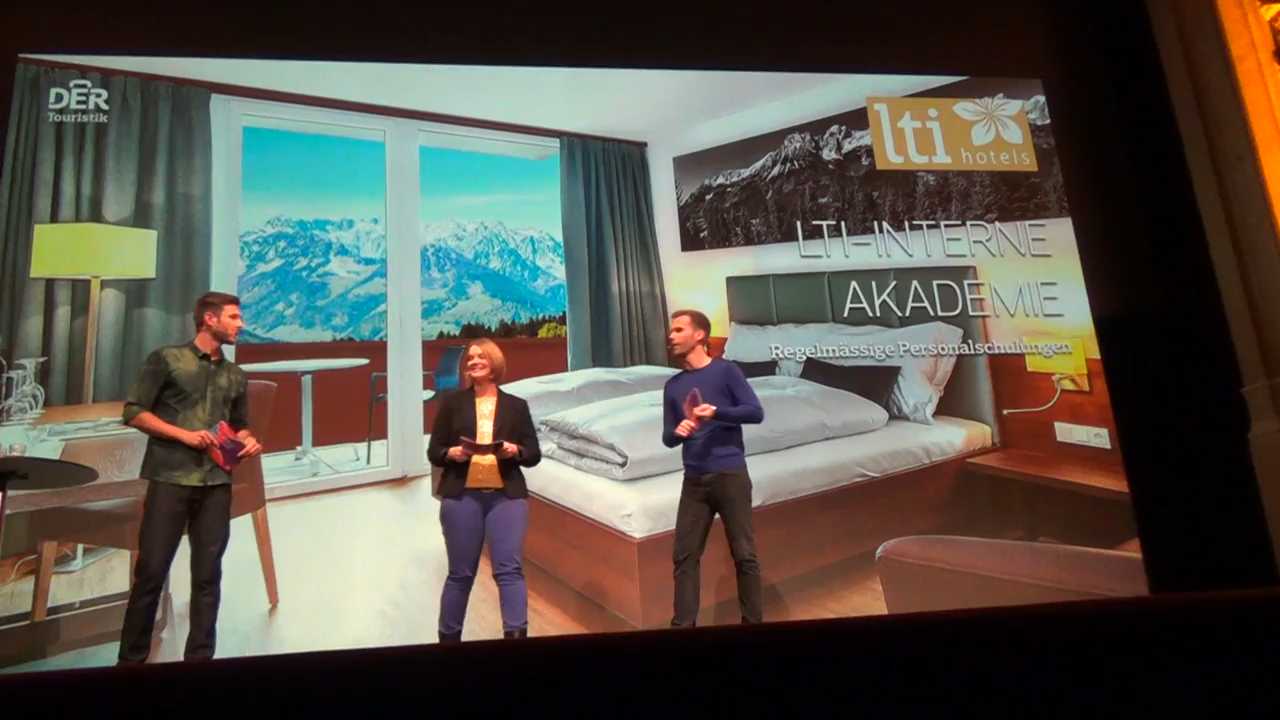 DER
Touristik
lti
hotels
LTI-INTERNE
AKADEMIE
Regelmässige Personalschulungen